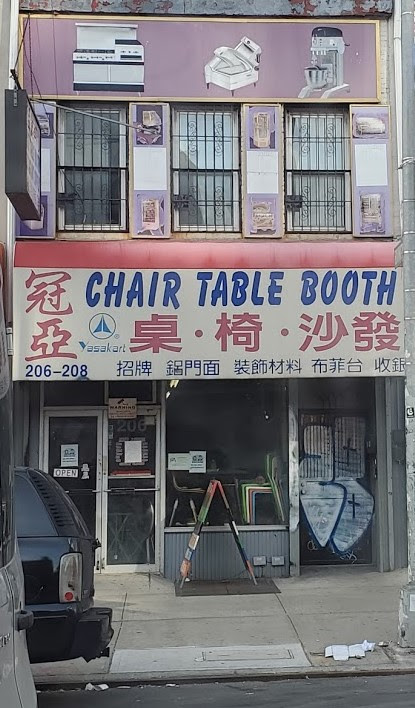 冠亞
CHAIR TABLE BOOTH
Yasakart
®
桌·椅·沙發
206-208
招牌 鋁門面 裝飾材料 布菲台 收銀
WARNING
206
OPEN